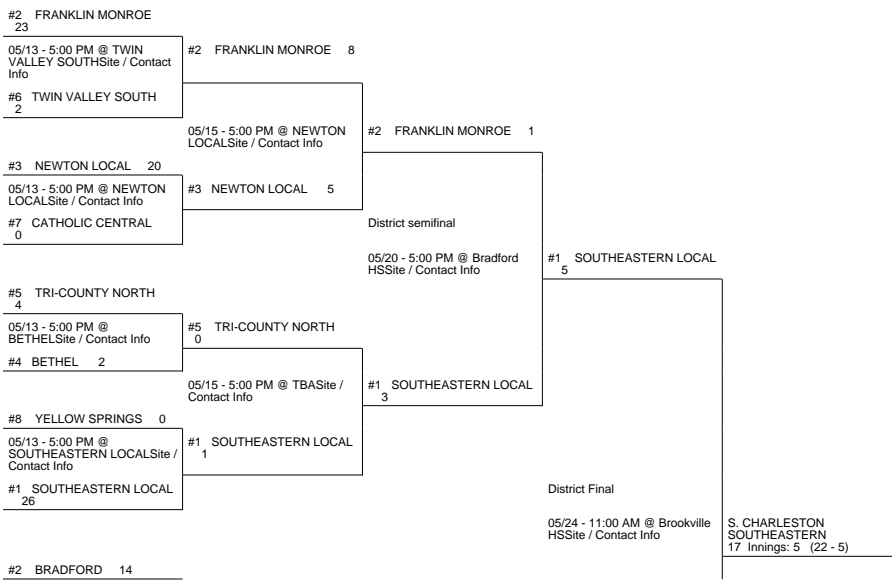 #2 FRANKLIN MONROE
23
05/13 - 5:00 PM @ TWIN
VALLEY SOUTHSite / Contact
Info
#6 TWIN VALLEY SOUTH
2
#2 FRANKLIN MONROE 8
05/15 - 5:00 PM @ NEWTON
LOCALSite / Contact Info
#3 NEWTON LOCAL 20
05/13 - 5:00 PM @ NEWTON
LOCALSite / Contact Info
#7 CATHOLIC CENTRAL
0
#3 NEWTON LOCAL 5
#2 FRANKLIN MONROE 1
District semifinal
05/20 - 5:00 PM @ Bradford
HSSite / Contact Info
#1 SOUTHEASTERN LOCAL
5
#5 TRI-COUNTY NORTH
4
05/13 - 5:00 PM @
BETHELSite / Contact Info
#4 BETHEL 2
#5 TRI-COUNTY NORTH
0
05/15 - 5:00 PM @ TBASite /
Contact Info
#1 SOUTHEASTERN LOCAL
3
#8 YELLOW SPRINGS 0
05/13 - 5:00 PM @
SOUTHEASTERN LOCALSite /
Contact Info
#1 SOUTHEASTERN LOCAL
26
#1 SOUTHEASTERN LOCAL
1
District Final
05/24 - 11:00 AM @ Brookville
HSSite / Contact Info
S. CHARLESTON
SOUTHEASTERN
17 Innings: 5 (22 - 5)
#2 BRADFORD 14